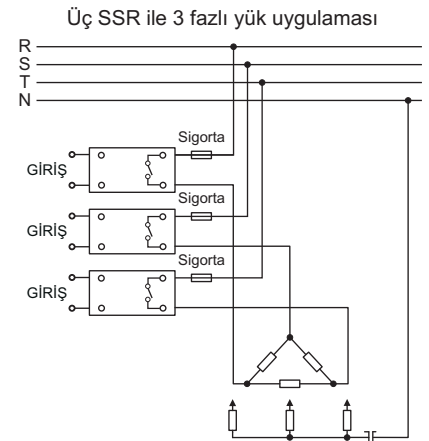 Üç SSR ile 3 fazlı yük uygulaması
R
S
T
N
Sigorta
GİRİŞ
Sigorta
GİRİŞ
Sigorta
GİRİŞ